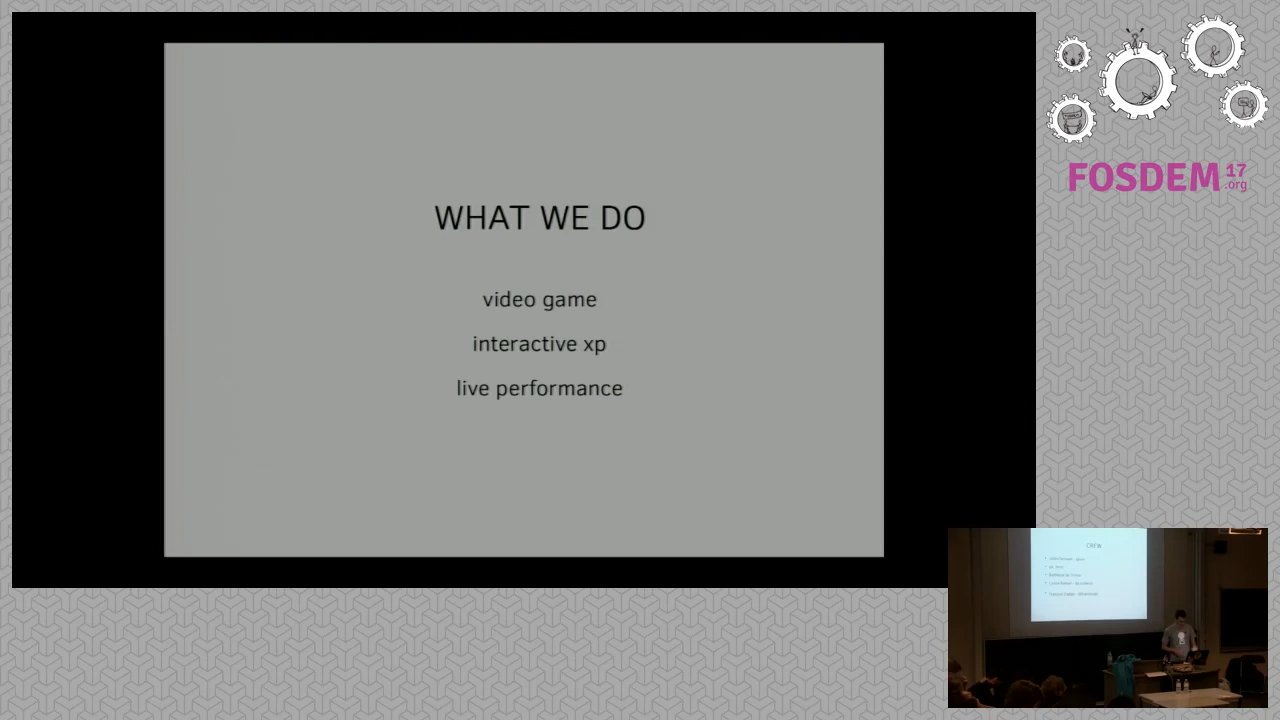 WHAT WE DO
video game
interactive xp
live performance
FOSDEM 17
.org
CREW